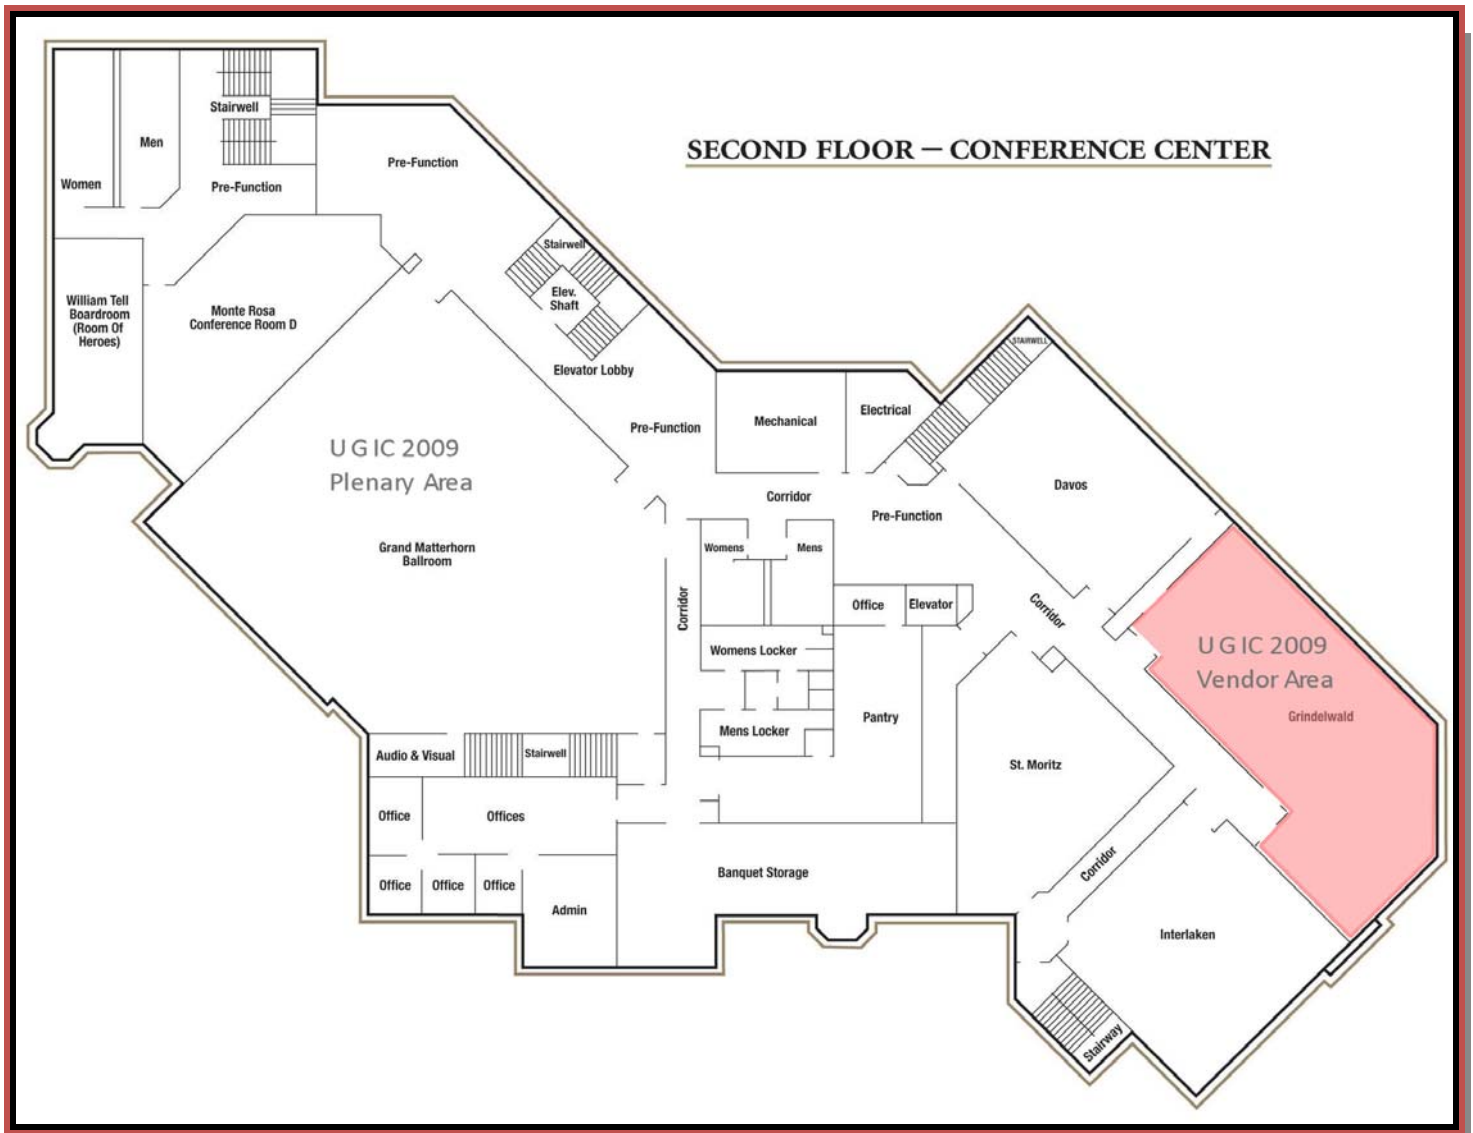 SECOND FLOOR — CONFERENCE CENTER
Stairwell
Men
Women
Pre-Function
Pre-Function
Stairwell
Elev.
Shaft
William Tell
Boardroom
(Room Of
Heroes)
Monte Rosa
Conference Room D
Elevator Lobby
STAIRWELL
Pre-Function
Mechanical
Electrical
UGIC 2009
Plenary Area
Davos
Corridor
Pre-Function
Grand Matterhorn
Ballroom
Womens
Mens
Corridor
Office
Elevator
Corridor
Womens Locker
UGIC 2009
Vendor Area
Grindelwald
Pantry
Mens Locker
Audio & Visual
Stairwell
St. Moritz
Office
Offices
Corridor
Banquet Storage
Office
Office
Office
Admin
Interlaken
Stairway